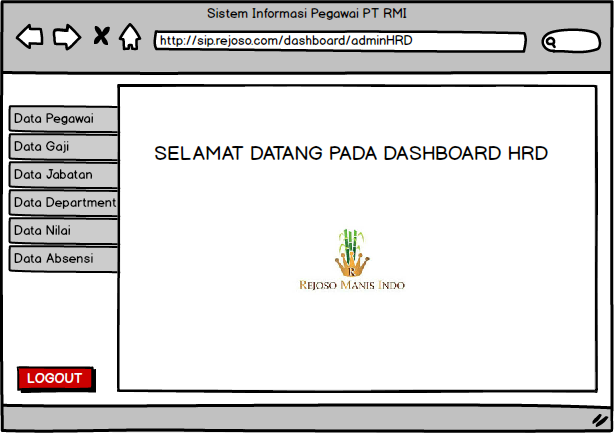 Sistem Informasi Pegawai PT RMI
http://sip.rejoso.com/dashboard/adminHRD
Data Pegawai
Data Gaji
Data Jabatan
Data Department
Data Nilai
Data Absensi
SELAMAT DATANG PADA DASHBOARD HRD
R
REJOSO MANIS INDO
LOGOUT